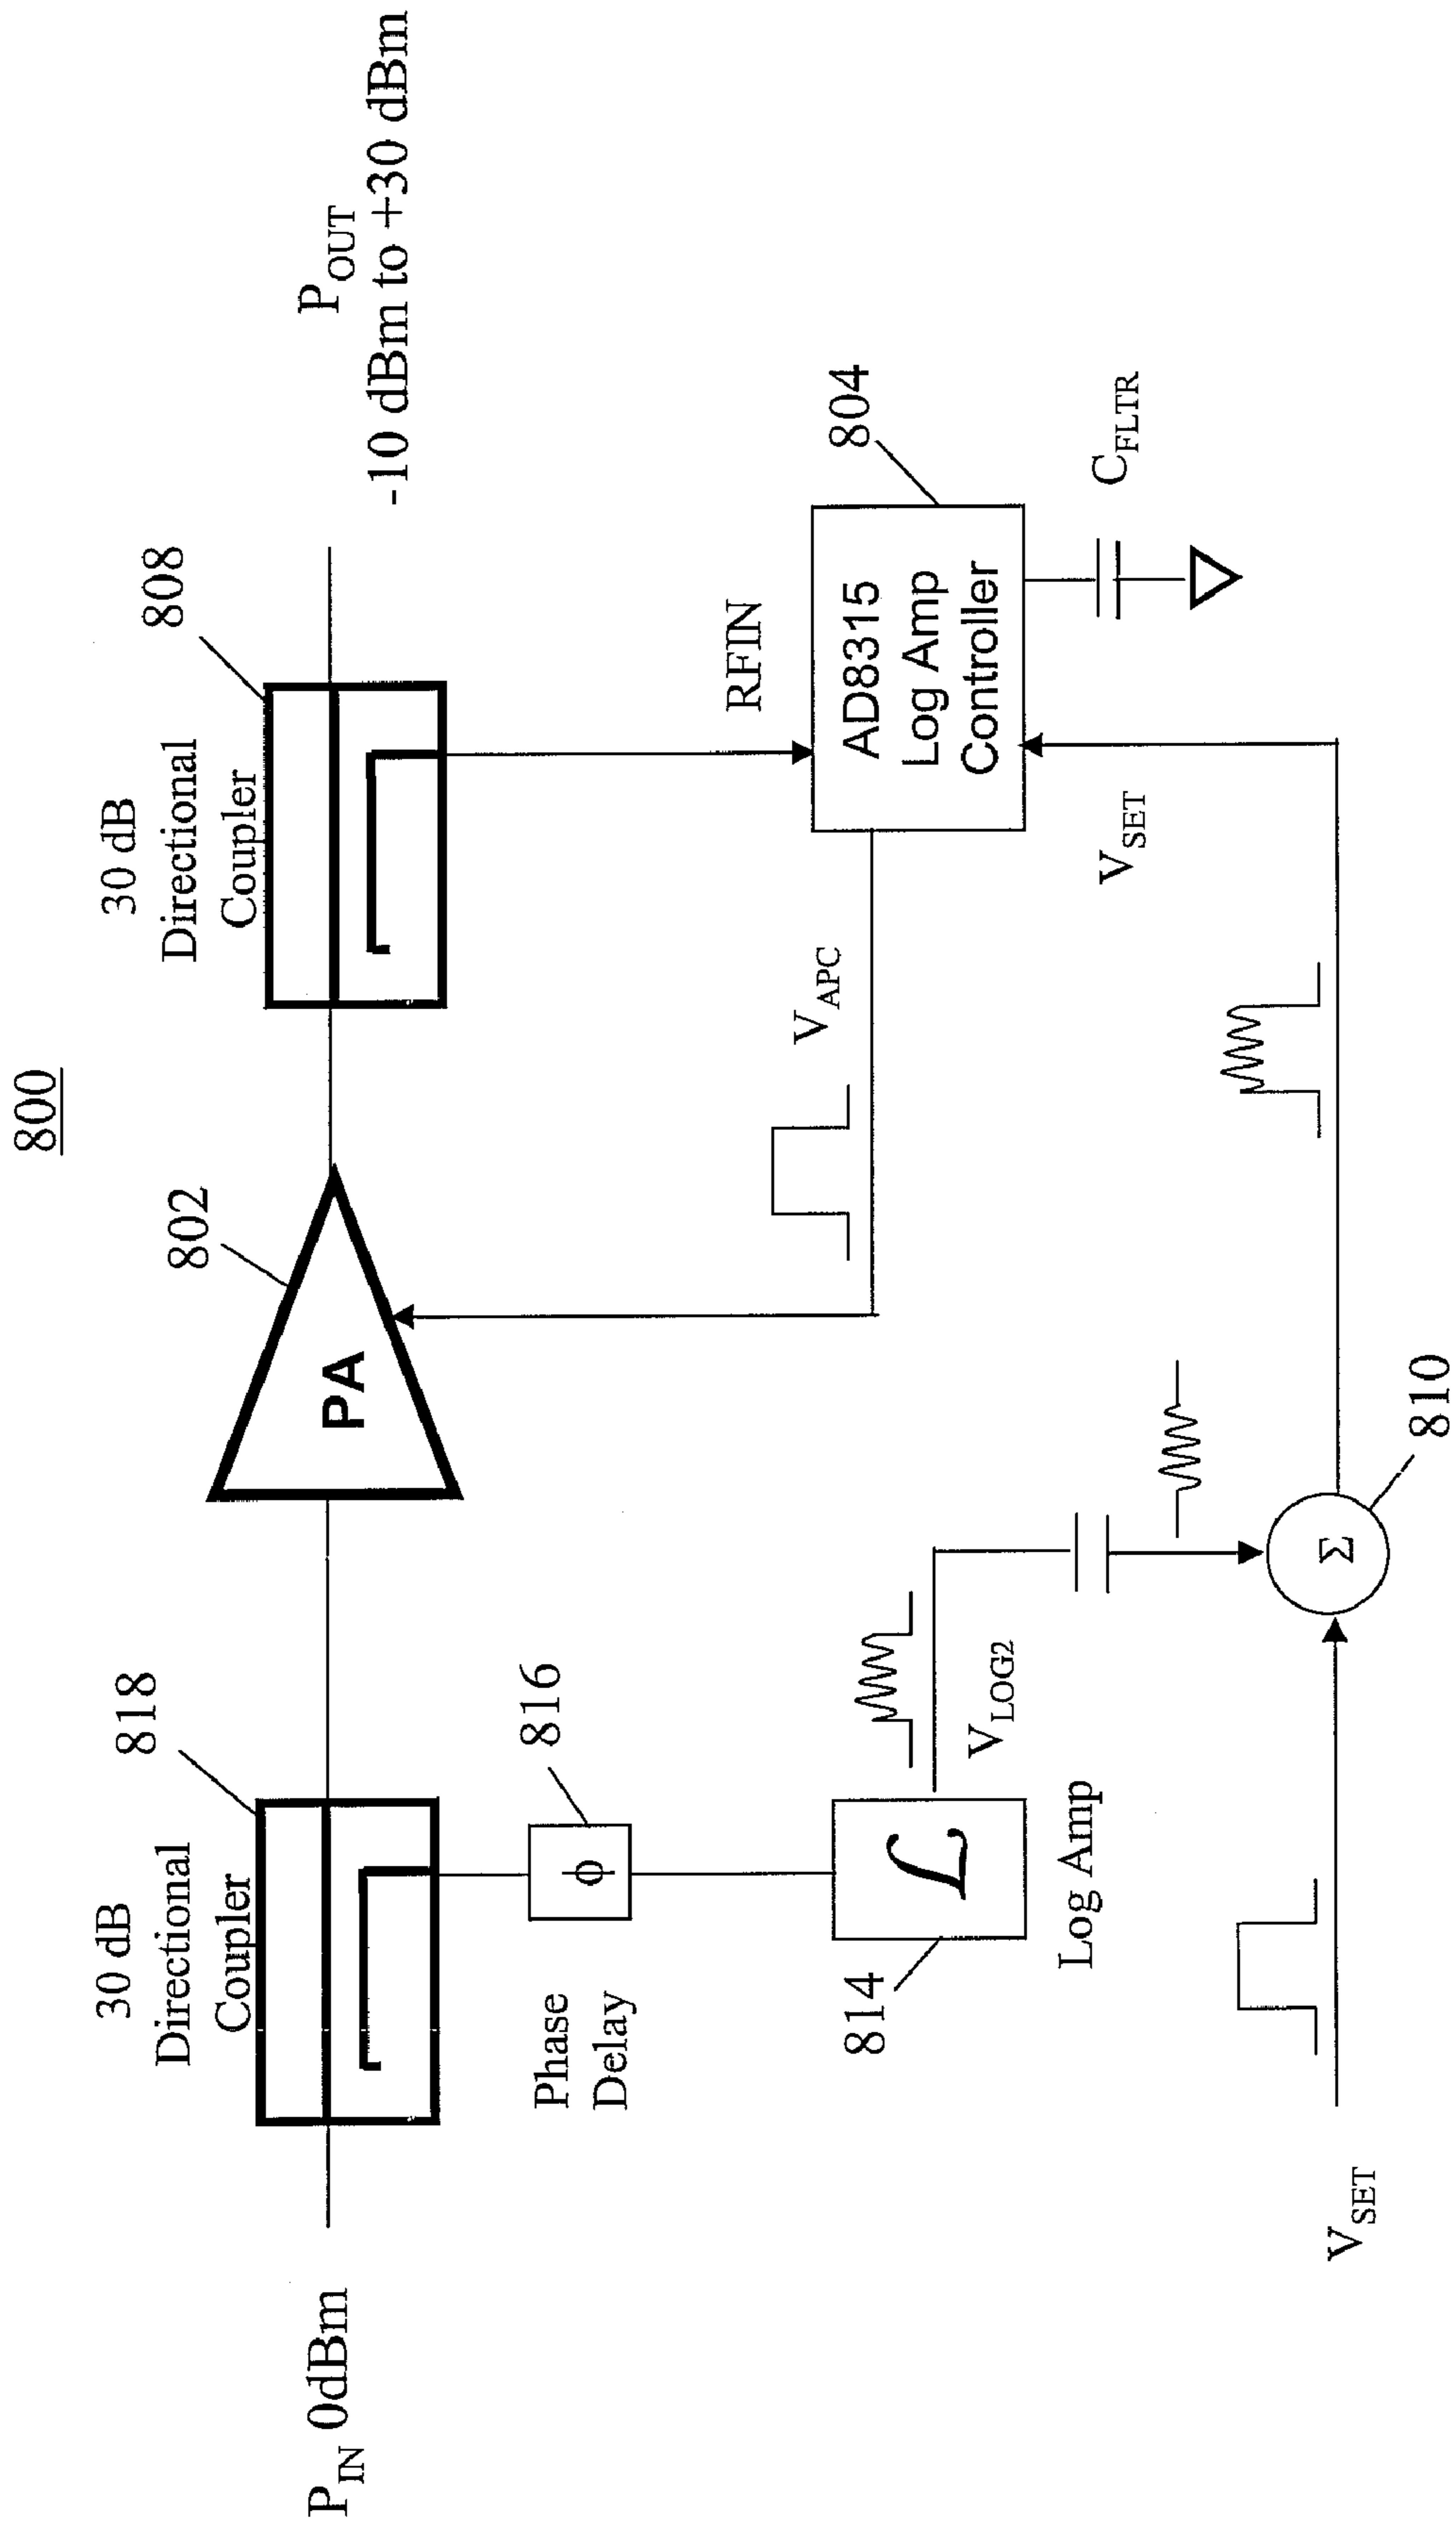 800
30 dB
Directional
Coupler
818
802
30 dB
Directional
Coupler
808
P_IN 0dBm
PA
P_OUT
-10 dBm to +30 dBm
Phase
Delay
816
ϕ
V_APC
RFIN
804
AD8315
Log Amp
Controller
C_FLTR
814
ℒ
Log Amp
V_LOG2
V_SET
V_SET
Σ
810